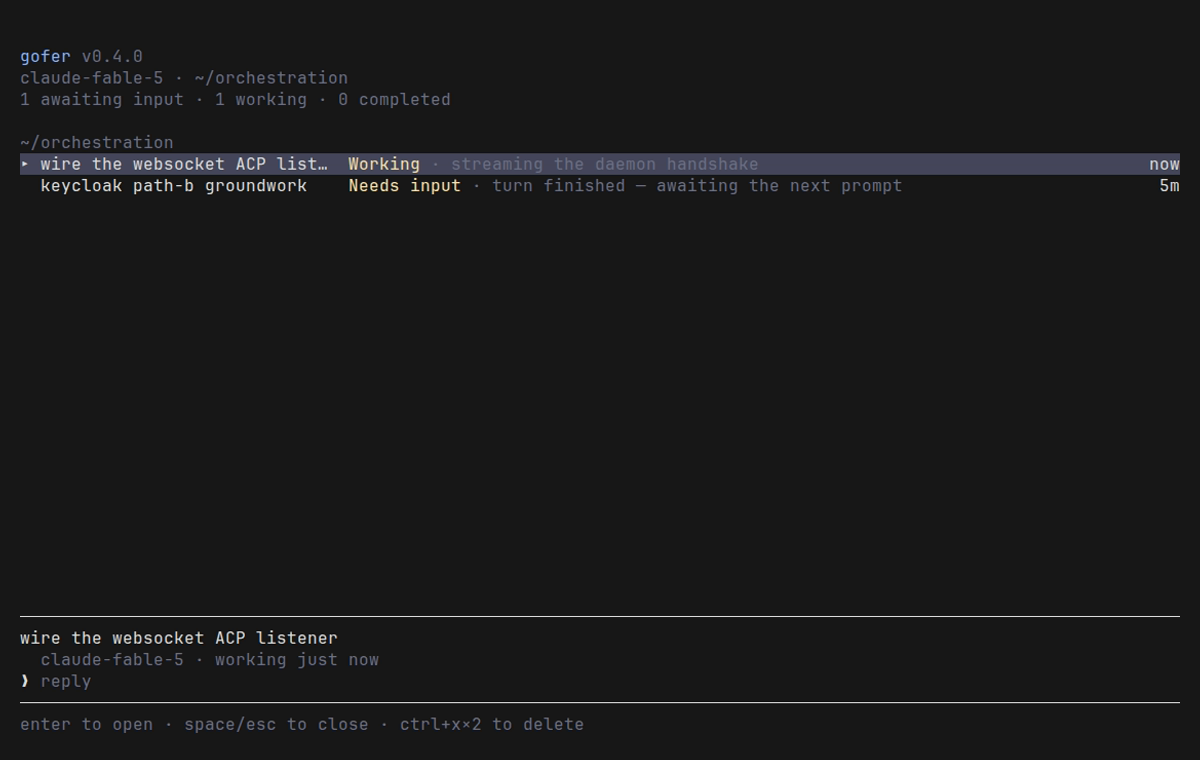 gofer v0.4.0
claude-fable-5 · ~/orchestration
1 awaiting input · 1 working · 0 completed
~/orchestration
▸ wire the websocket ACP list… Working · streaming the daemon handshake now
keycloak path-b groundwork Needs input · turn finished — awaiting the next prompt 5m
wire the websocket ACP listener
claude-fable-5 · working just now
❯ reply
enter to open · space/esc to close · ctrl+x×2 to delete